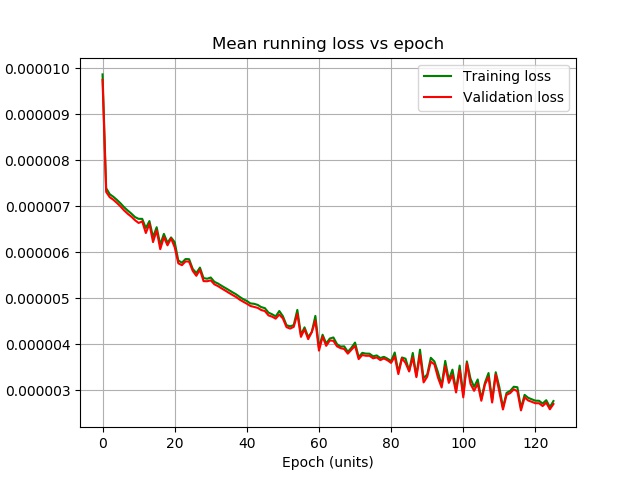 Mean running loss vs epoch
Training loss
Validation loss
0.000010
0.000009
0.000008
0.000007
0.000006
0.000005
0.000004
0.000003
0 20 40 60 80 100 120
Epoch (units)